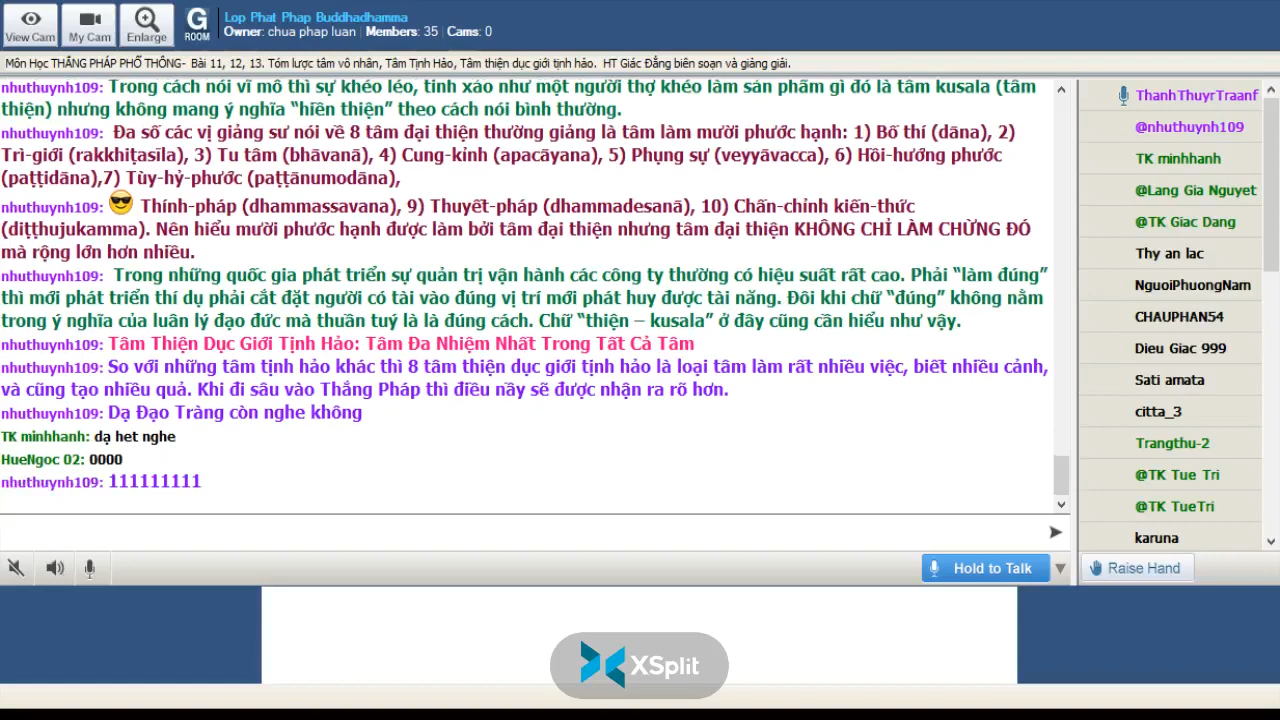 View Cam
My Cam
Enlarge
G
ROOM
Lop Phat Phap Buddhadhamma
Owner: chua phap luan | Members: 35 | Cams: 0
Môn Học THẮNG PHÁP PHỔ THÔNG- Bài 11, 12, 13. Tóm lược tâm vô nhân, Tâm Tịnh Hảo, Tâm thiện dục giới tịnh hảo. HT Giác Đẳng biên soạn và giảng giải.
nhuthuynh109: Trong cách nói vĩ mô thì sự khéo léo, tinh xảo như một người thợ khéo làm sản phẩm gì đó là tâm kusala (tâm
thiện) nhưng không mang ý nghĩa “hiền thiện” theo cách nói bình thường.
nhuthuynh109: Đa số các vị giảng sư nói về 8 tâm đại thiện thường giảng là tâm làm mười phước hạnh: 1) Bố thí (dāna), 2)
Trì-giới (rakkhiṭasīla), 3) Tu tâm (bhāvanā), 4) Cung-kỉnh (apacāyana), 5) Phụng sự (veyyāvacca), 6) Hồi-hướng phước
(paṭṭidāna),7) Tùy-hỷ-phước (paṭṭānumodāna),
nhuthuynh109: 😎 Thính-pháp (dhammassavana), 9) Thuyết-pháp (dhammadesanā), 10) Chấn-chỉnh kiến-thức
(diṭṭhujukamma). Nên hiểu mười phước hạnh được làm bởi tâm đại thiện nhưng tâm đại thiện KHÔNG CHỈ LÀM CHỪNG ĐÓ
mà rộng lớn hơn nhiều.
nhuthuynh109: Trong những quốc gia phát triển sự quản trị vận hành các công ty thường có hiệu suất rất cao. Phải “làm đúng”
thì mới phát triển thí dụ phải cắt đặt người có tài vào đúng vị trí mới phát huy được tài năng. Đôi khi chữ “đúng” không nằm
trong ý nghĩa của luân lý đạo đức mà thuần tuý là là đúng cách. Chữ “thiện – kusala” ở đây cũng cần hiểu như vậy.
nhuthuynh109: Tâm Thiện Dục Giới Tịnh Hảo: Tâm Đa Nhiệm Nhất Trong Tất Cả Tâm
nhuthuynh109: So với những tâm tịnh hảo khác thì 8 tâm thiện dục giới tịnh hảo là loại tâm làm rất nhiều việc, biết nhiều cảnh,
và cũng tạo nhiều quả. Khi đi sâu vào Thắng Pháp thì điều nầy sẽ được nhận ra rõ hơn.
nhuthuynh109: Dạ Đạo Tràng còn nghe không
TK minhhanh: dạ het nghe
HueNgoc 02: 0000
nhuthuynh109: 111111111
ThanhThuyrTraanf
@nhuthuynh109
TK minhhanh
@Lang Gia Nguyet
@TK Giac Dang
Thy an lac
NguoiPhuongNam
CHAUPHAN54
Dieu Giac 999
Sati amata
citta_3
Trangthu-2
@TK Tue Tri
@TK TueTri
karuna
Hold to Talk
Raise Hand
XSplit